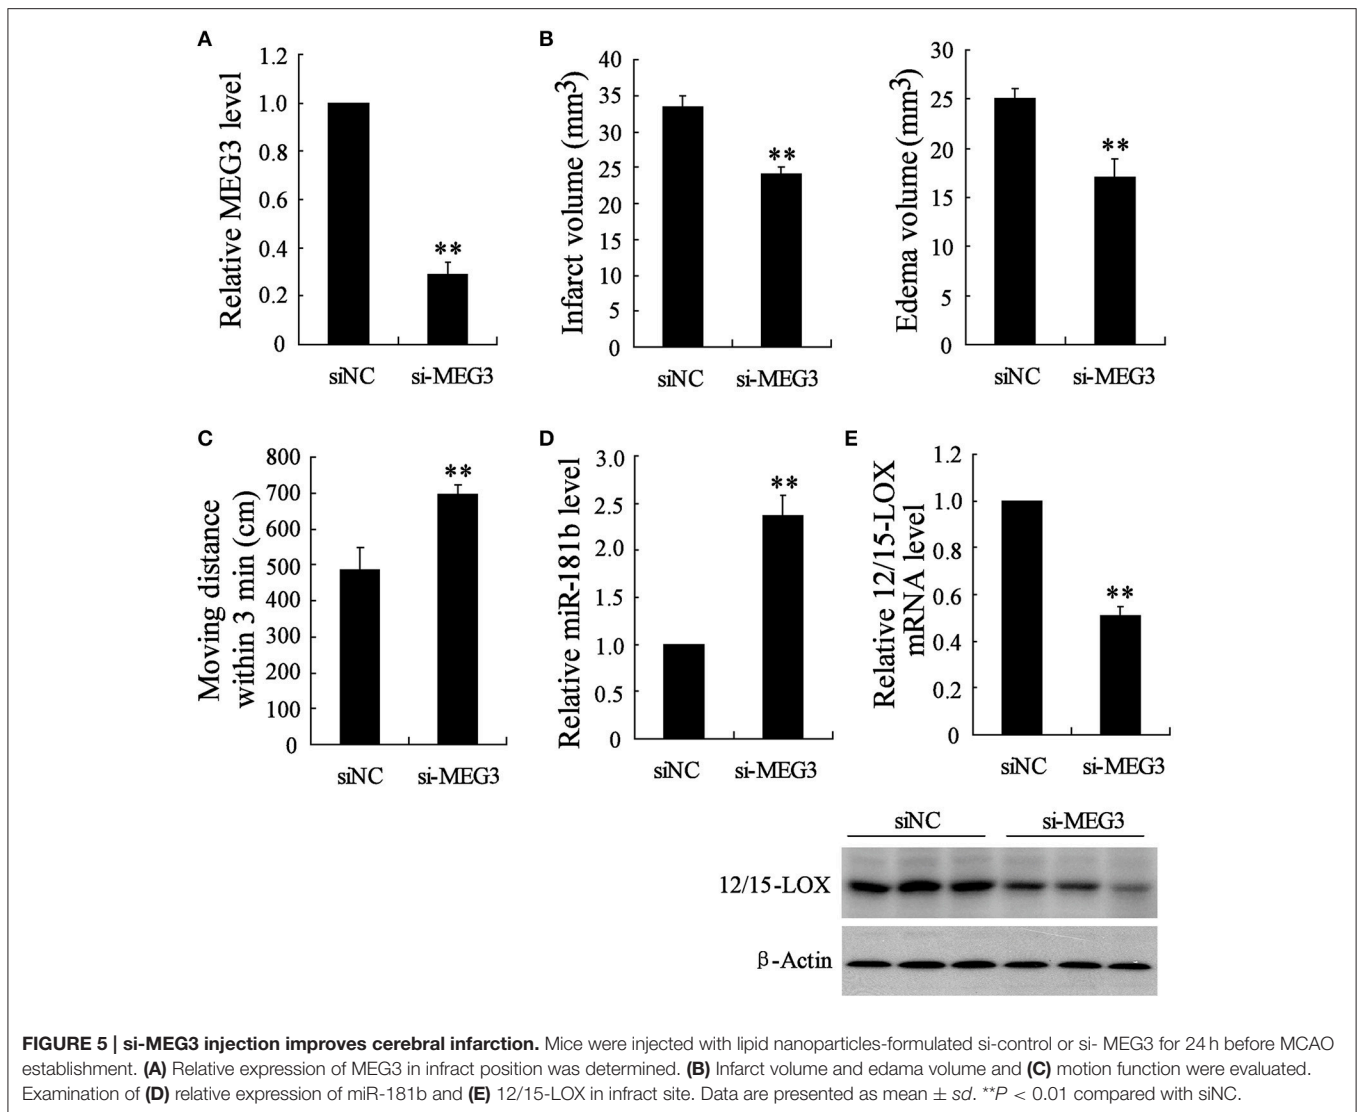 (A)
Relative MEG3 level
1.2
1.0
0.8
0.6
0.4
0.2
0
**
siNC si-MEG3
(B)
Infarct volume (mm3)
40
35
30
25
20
15
10
5
0
**
siNC si-MEG3
Edema volume (mm3)
30
25
20
15
10
5
0
**
siNC si-MEG3
(C)
Moving distance
within 3 min (cm)
800
700
600
500
400
300
200
100
0
**
siNC si-MEG3
(D)
Relative miR-181b level
3.0
2.5
2.0
1.5
1.0
0.5
0
**
siNC si-MEG3
(E)
Relative 12/15-LOX
mRNA level
1.2
1.0
0.8
0.6
0.4
0.2
0
**
siNC si-MEG3
siNC si-MEG3
12/15-LOX
β-Actin
FIGURE 5 | si-MEG3 injection improves cerebral infarction. Mice were injected with lipid nanoparticles-formulated si-control or si- MEG3 for 24 h before MCAO
establishment. (A) Relative expression of MEG3 in infract position was determined. (B) Infarct volume and edama volume and (C) motion function were evaluated.
Examination of (D) relative expression of miR-181b and (E) 12/15-LOX in infract site. Data are presented as mean ± sd. **P < 0.01 compared with siNC.